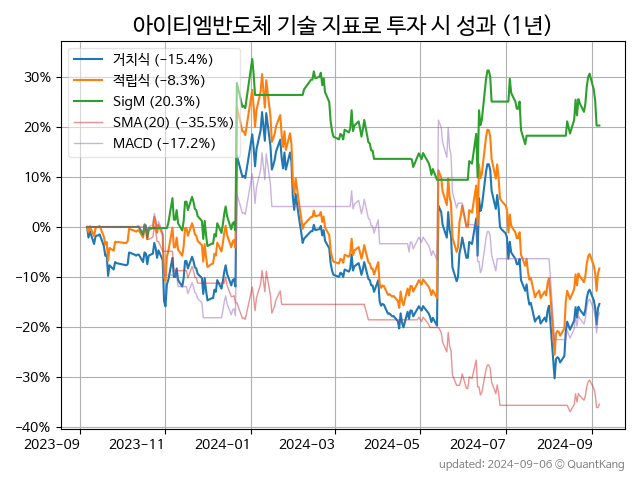 아이티엠반도체 기술 지표로 투자 시 성과 (1년)
거치식 (-15.4%)
적립식 (-8.3%)
SigM (20.3%)
SMA(20) (-35.5%)
MACD (-17.2%)
30%
20%
10%
0%
-10%
-20%
-30%
-40%
2023-09 2023-11 2024-01 2024-03 2024-05 2024-07 2024-09
updated: 2024-09-06 © QuantKang